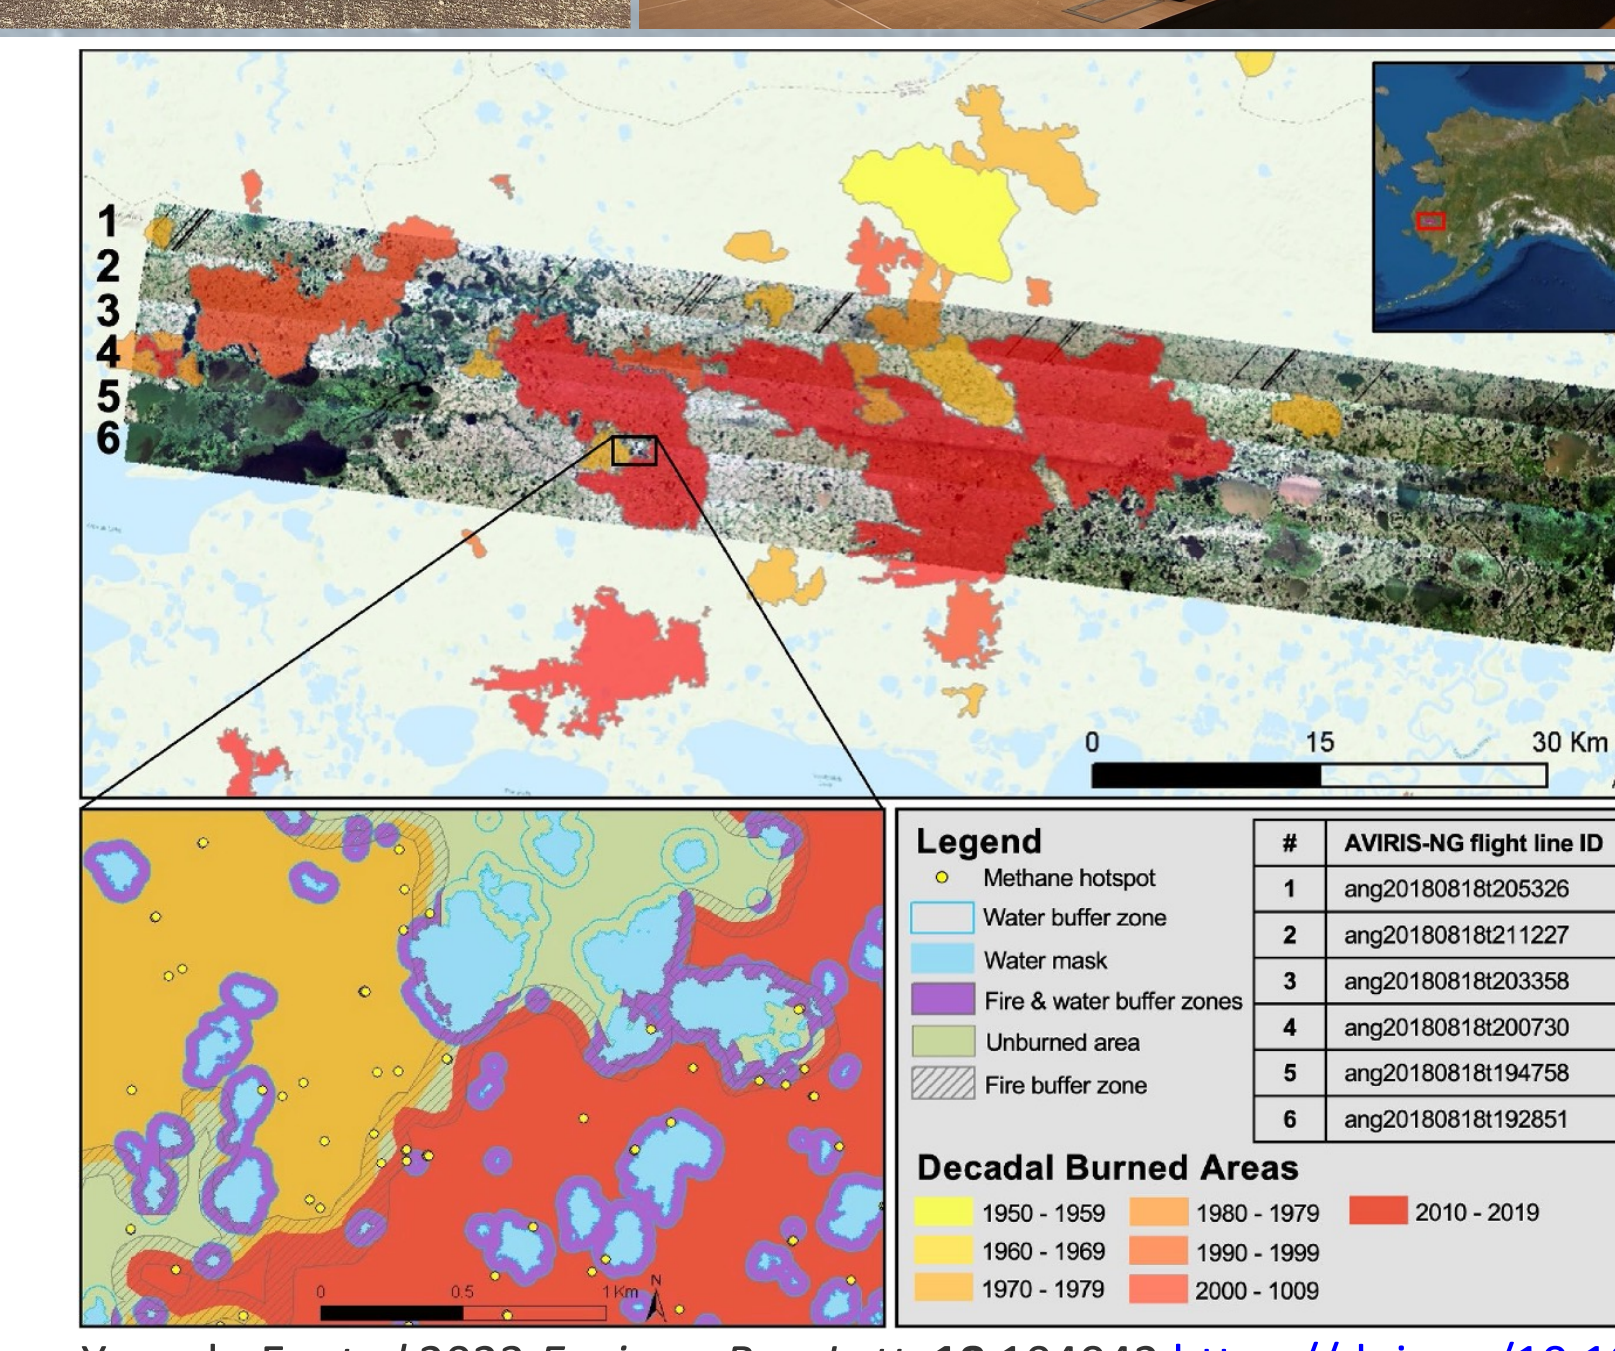 1
2
3
4
5
6
0 15 30 Km
0 0.5 1 Km N
Legend
Methane hotspot
Water buffer zone
Water mask
Fire & water buffer zones
Unburned area
Fire buffer zone
# AVIRIS-NG flight line ID
1 ang20180818t205326
2 ang20180818t211227
3 ang20180818t203358
4 ang20180818t200730
5 ang20180818t194758
6 ang20180818t192851
Decadal Burned Areas
1950 - 1959 1980 - 1979 2010 - 2019
1960 - 1969 1990 - 1999
1970 - 1979 2000 - 1009